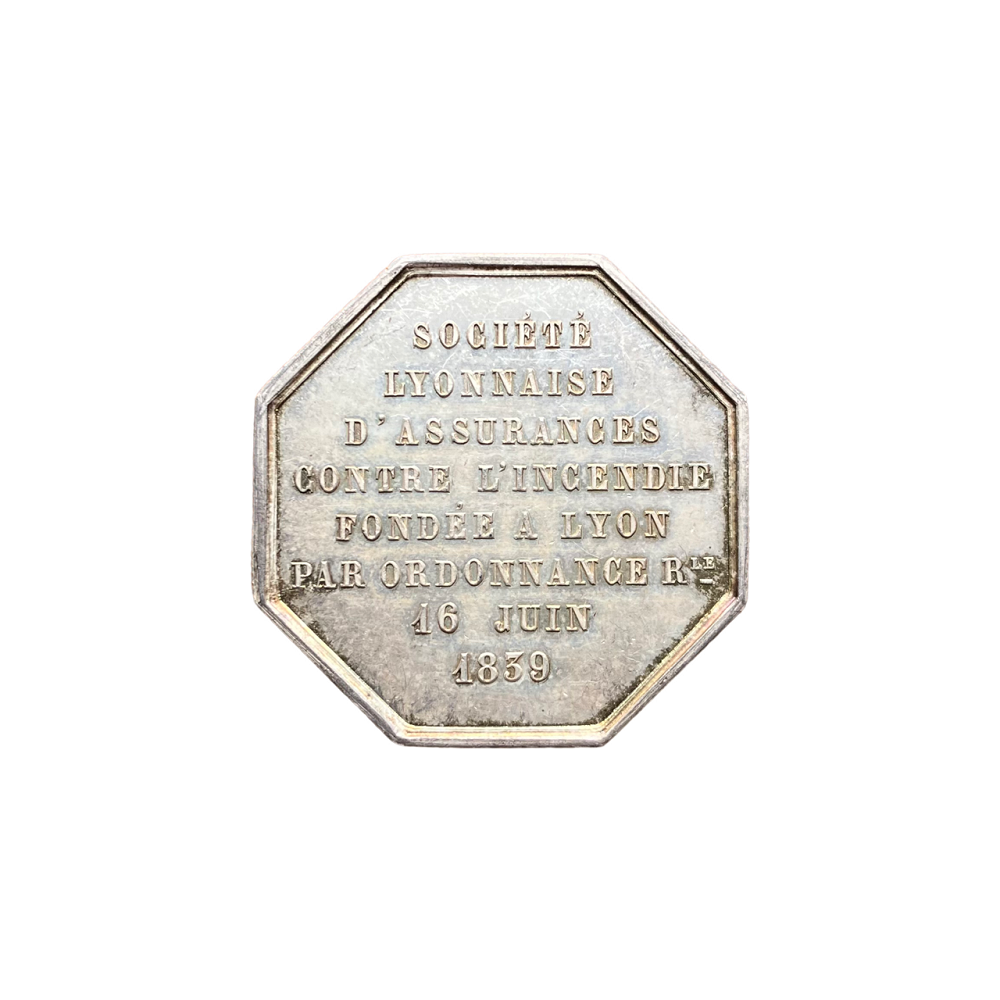 SOCIÉTÉ
LYONNAISE
D'ASSURANCES
CONTRE L'INCENDIE
FONDÉE A LYON
PAR ORDONNANCE RLE
16 JUIN
1839